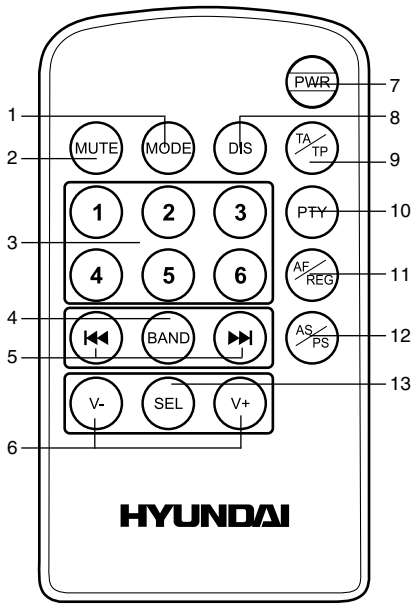 PWR
7
1
8
2
MUTE
MODE
DIS
TA/TP
9
1
2
3
PTY
10
3
4
5
6
AF/REG
11
4
⏮
BAND
⏭
AS/PS
12
5
13
V-
SEL
V+
6
HYUNDAI